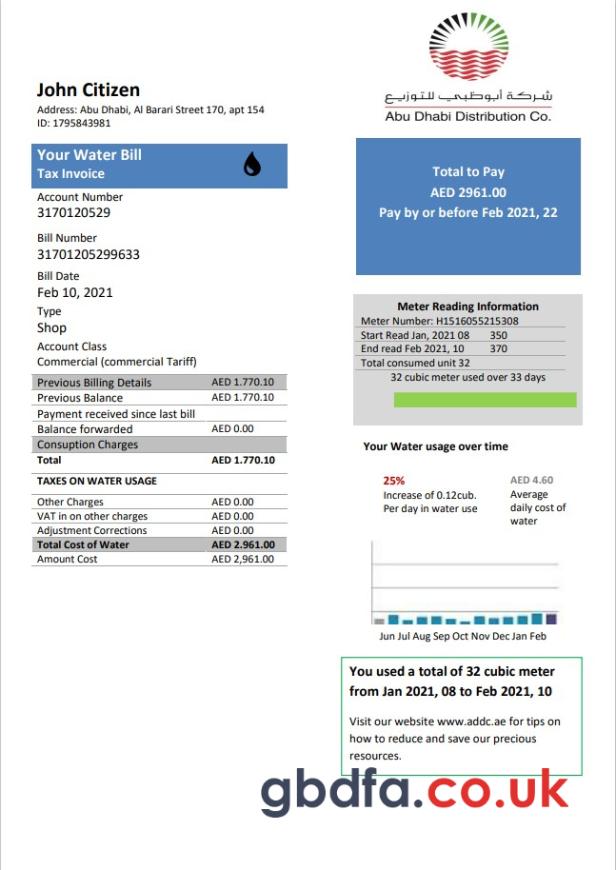 John Citizen
Address: Abu Dhabi, Al Barari Street 170, apt 154
ID: 1795843981
شركة أبوظبي للتوزيع
Abu Dhabi Distribution Co.
Your Water Bill
Tax Invoice
Account Number
3170120529
Bill Number
31701205299633
Bill Date
Feb 10, 2021
Type
Shop
Account Class
Commercial (commercial Tariff)
Previous Billing Details AED 1.770.10
Previous Balance AED 1.770.10
Payment received since last bill
Balance forwarded AED 0.00
Consuption Charges
Total AED 1.770.10
TAXES ON WATER USAGE
Other Charges AED 0.00
VAT in on other charges AED 0.00
Adjustment Corrections AED 0.00
Total Cost of Water AED 2.961.00
Amount Cost AED 2,961.00
Total to Pay
AED 2961.00
Pay by or before Feb 2021, 22
Meter Reading Information
Meter Number: H1516055215308
Start Read Jan, 2021 08 350
End read Feb 2021, 10 370
Total consumed unit 32
32 cubic meter used over 33 days
Your Water usage over time
25%
Increase of 0.12cub.
Per day in water use
AED 4.60
Average
daily cost of
water
Jun Jul Aug Sep Oct Nov Dec Jan Feb
You used a total of 32 cubic meter
from Jan 2021, 08 to Feb 2021, 10
Visit our website www.addc.ae for tips on
how to reduce and save our precious
resources.
gbdfa.co.uk